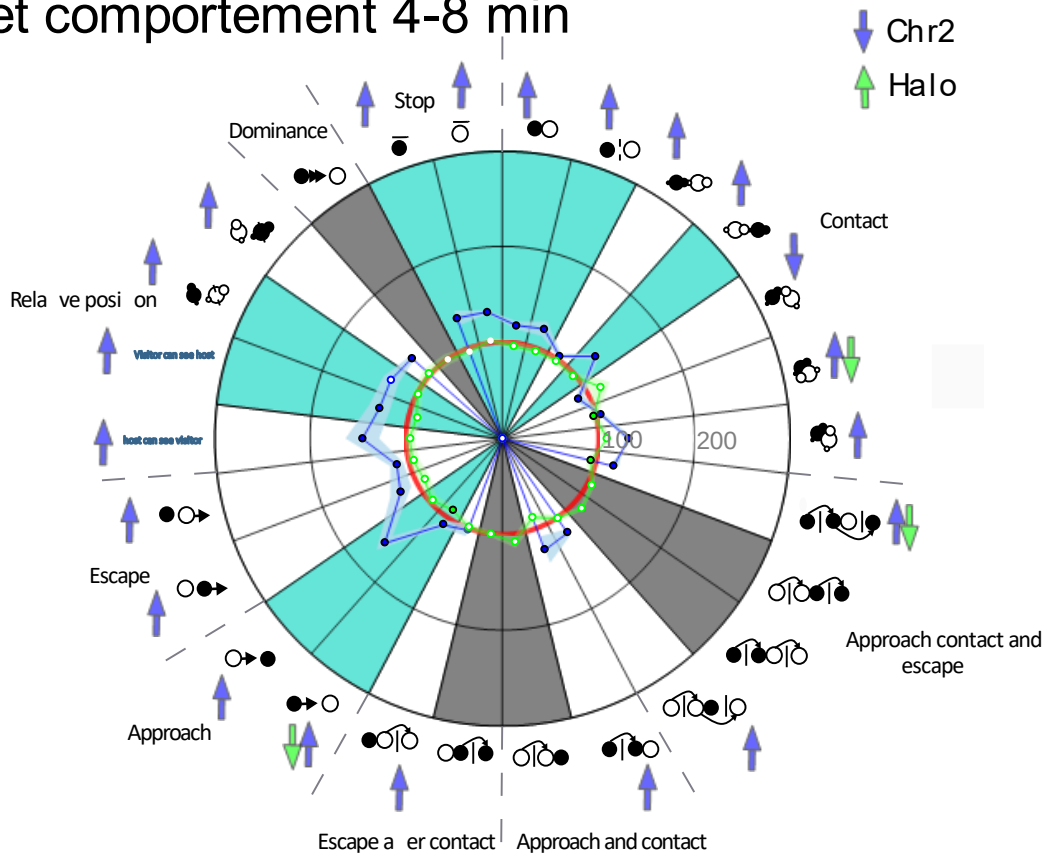 et comportement 4-8 min
Chr2
Halo
Stop
Dominance
Contact
Rela ve posi on
Visitor can see host
host can see visitor
100 200
Escape
Approach contact and
escape
Approach
Escape a er contact
Approach and contact